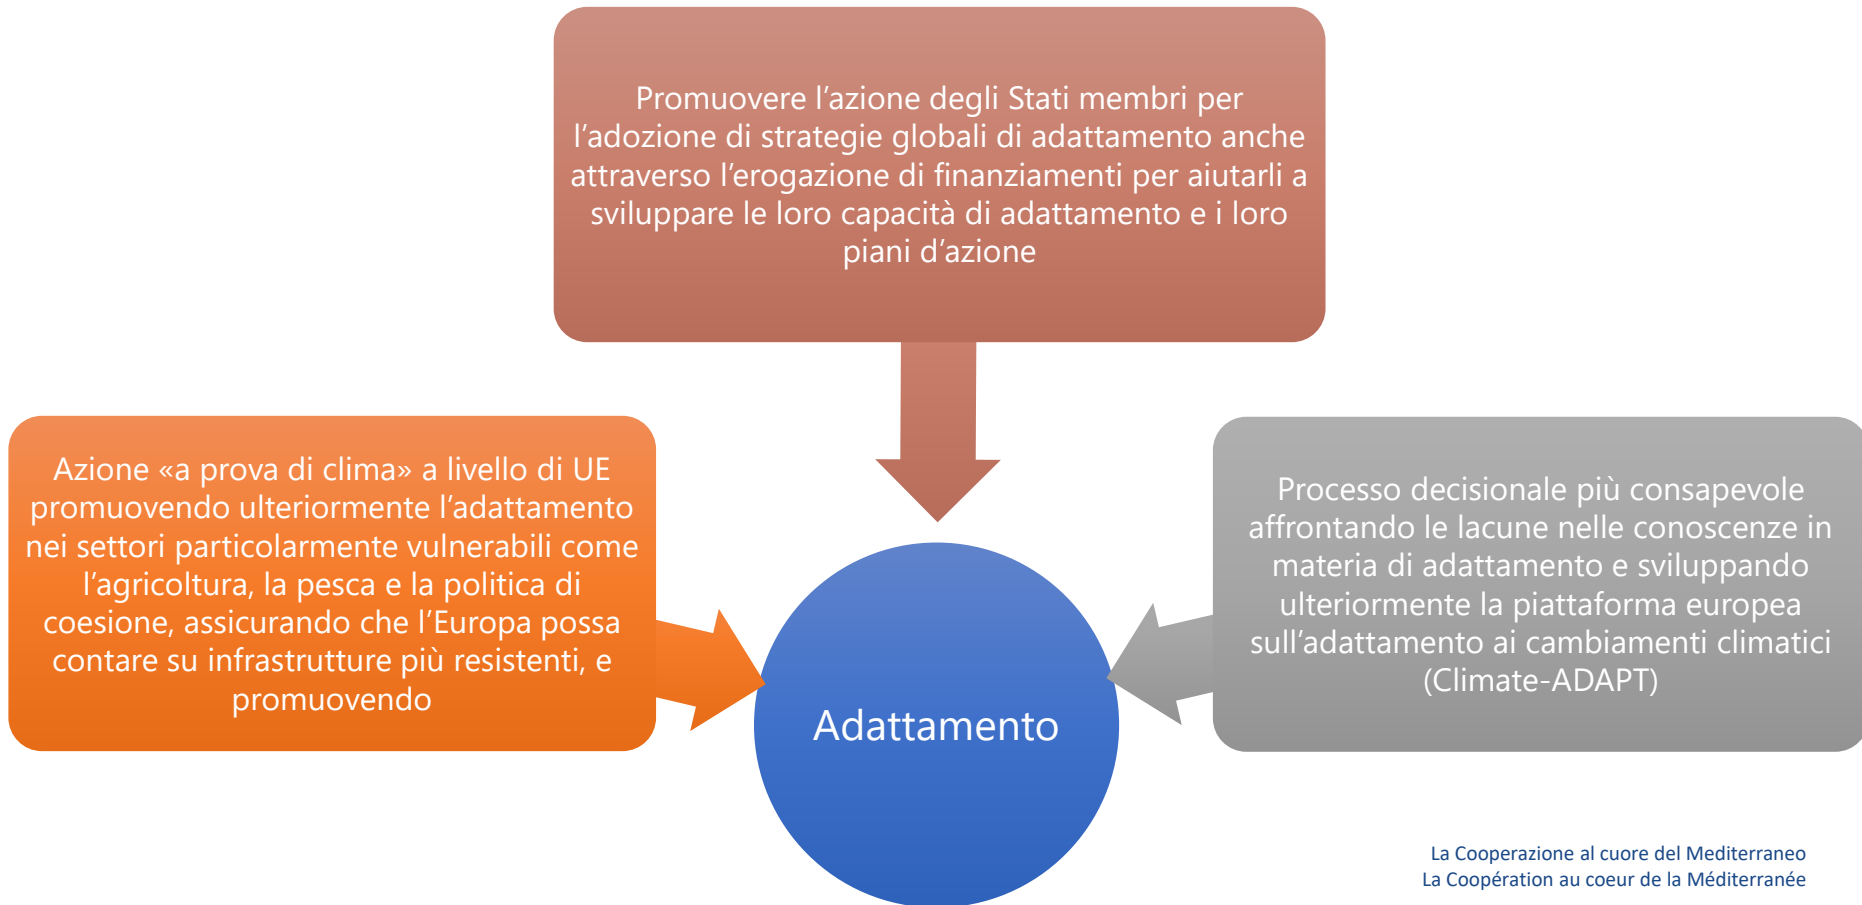 Promuovere l’azione degli Stati membri per
l’adozione di strategie globali di adattamento anche
attraverso l’erogazione di finanziamenti per aiutarli a
sviluppare le loro capacità di adattamento e i loro
piani d’azione
Azione «a prova di clima» a livello di UE
promuovendo ulteriormente l’adattamento
nei settori particolarmente vulnerabili come
l’agricoltura, la pesca e la politica di
coesione, assicurando che l’Europa possa
contare su infrastrutture più resistenti, e
promuovendo
Processo decisionale più consapevole
affrontando le lacune nelle conoscenze in
materia di adattamento e sviluppando
ulteriormente la piattaforma europea
sull’adattamento ai cambiamenti climatici
(Climate-ADAPT)
Adattamento
La Cooperazione al cuore del Mediterraneo
La Coopération au coeur de la Méditerranée